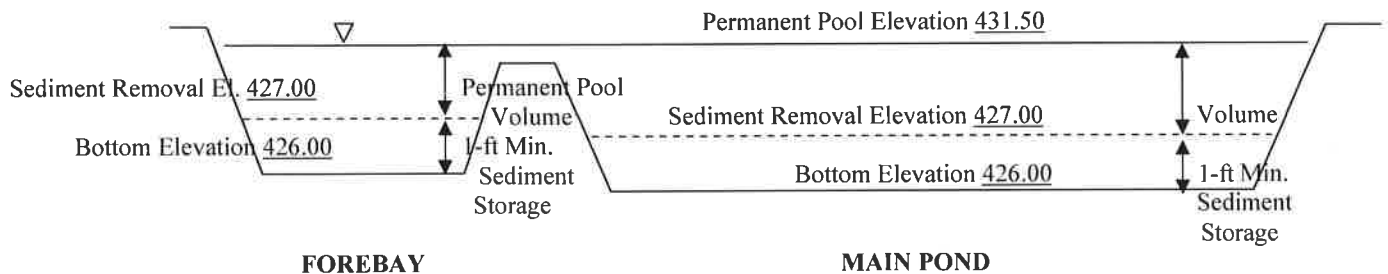 Permanent Pool Elevation 431.50
Sediment Removal El. 427.00
Permanent Pool
Volume
Sediment Removal Elevation 427.00
Volume
Bottom Elevation 426.00
1-ft Min.
Sediment
Storage
Bottom Elevation 426.00
1-ft Min.
Sediment
Storage
FOREBAY
MAIN POND